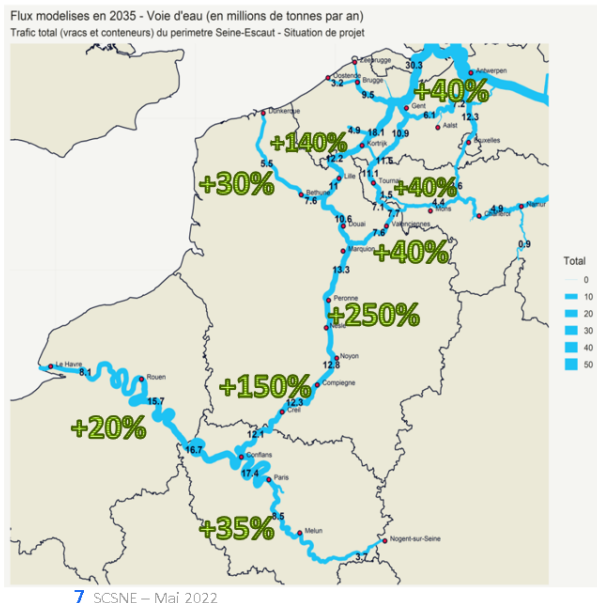 Flux modelises en 2035 - Voie d'eau (en millions de tonnes par an)
Trafic total (vracs et conteneurs) du perimetre Seine-Escaut - Situation de projet
Zeebrugge
30.3
Antwerpen
Oostende
3.2
Brugge
+40%
9.5
Gent
7.2
6.1
12.3
Dunkerque
Aalst
4.9
18.1
10.9
+140%
Kortrijk
Bruxelles
12.2
11.6
5.5
Lille
11.1
+30%
11
Tournai
+40%
Bethune
7.6
1.5
4.4
4.9
Namur
7.1
7.7
Mons
Charleroi
10.6
Douai
7.6
Valenciennes
0.9
Marquion
+40%
13.3
Total
0
Peronne
10
+250%
20
Nesle
30
40
Noyon
50
12.8
Le Havre
8.1
Rouen
Compiegne
+150%
15.7
12.3
Creil
+20%
12.1
16.7
Conflans
17.4
Paris
8.5
+35%
Melun
Nogent-sur-Seine
3.7
7 SCSNE – Mai 2022